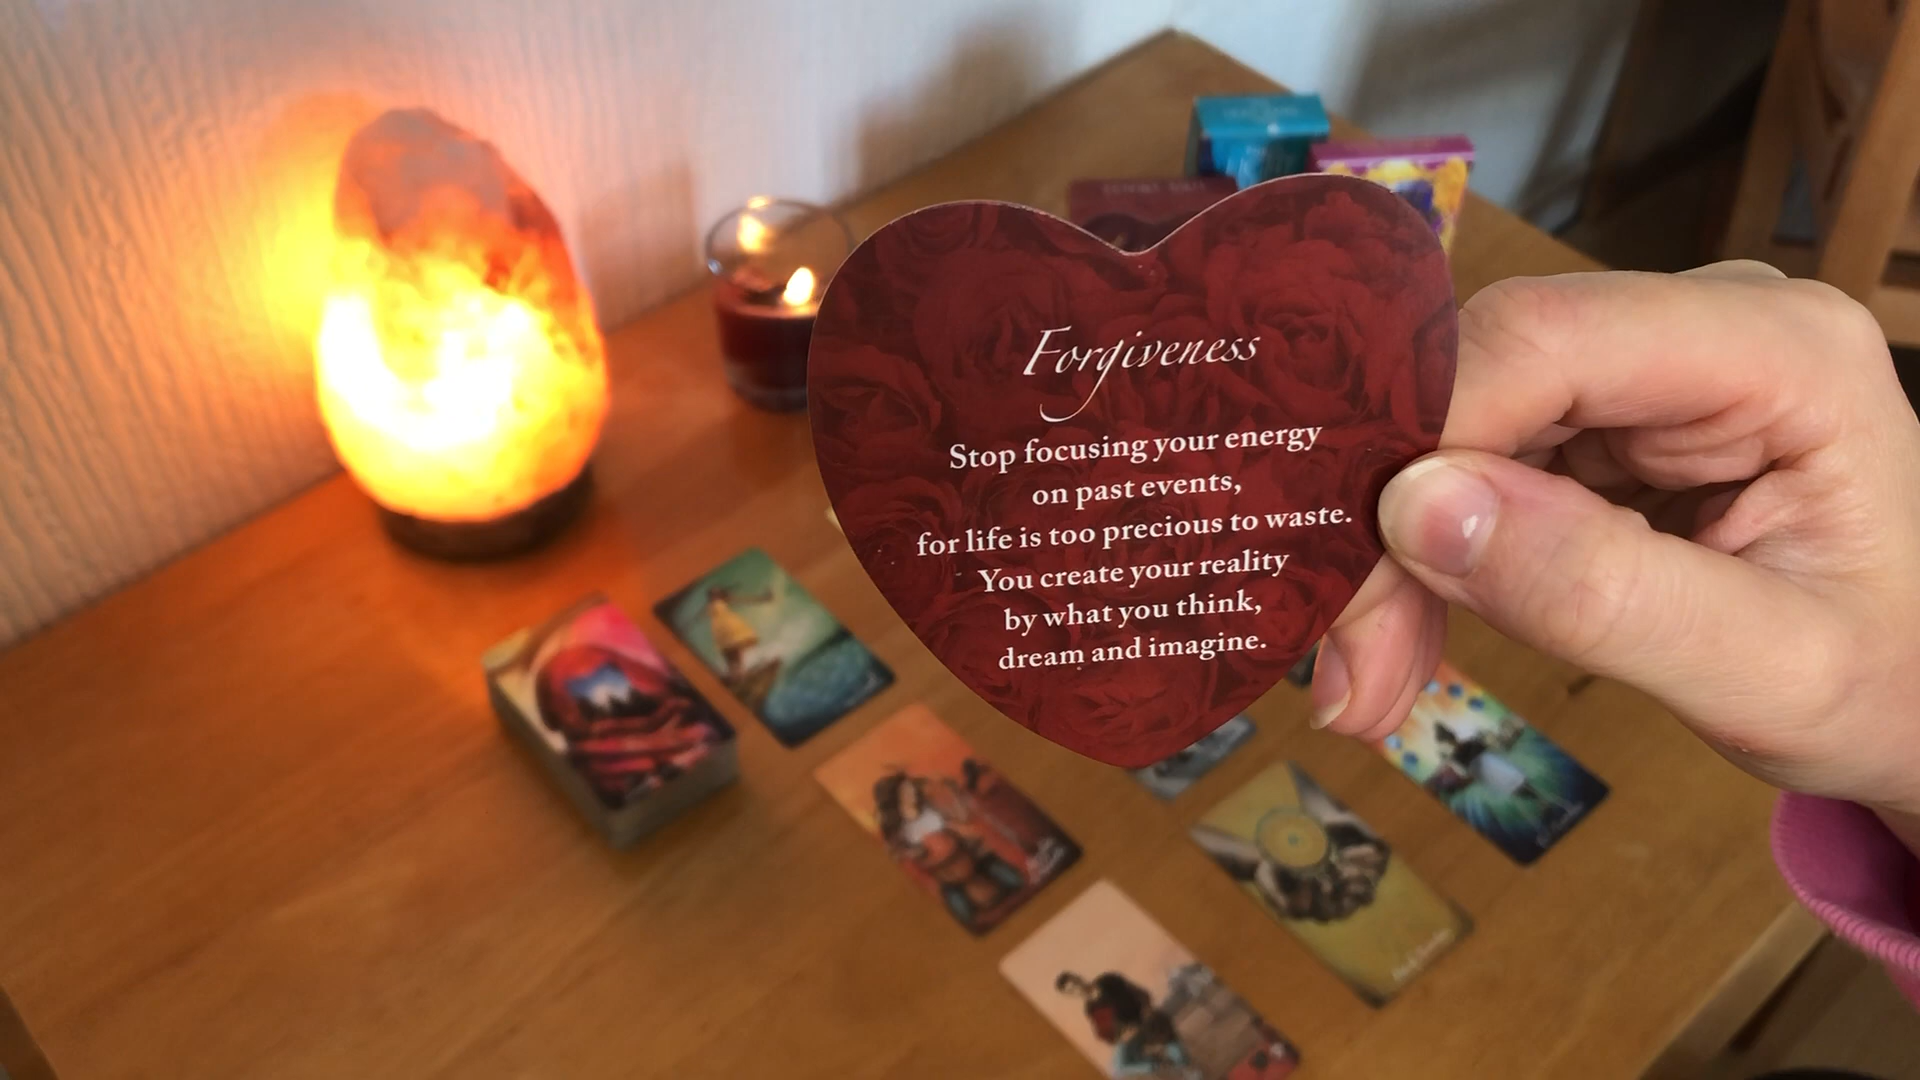 Forgiveness
Stop focusing your energy
on past events,
for life is too precious to waste.
You create your reality
by what you think,
dream and imagine.